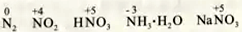 0 +4 +5 -3 +5
N₂ NO₂ HNO₃ NH₃·H₂O NaNO₃